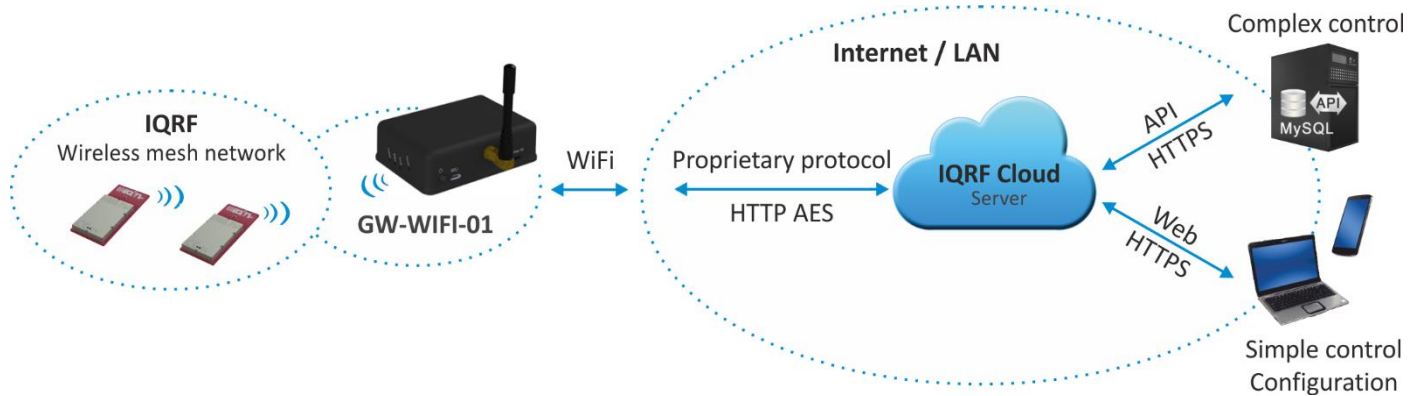 IQRF
Wireless mesh network
GW-WIFI-01
WiFi
Internet / LAN
Proprietary protocol
HTTP AES
IQRF Cloud
Server
API
HTTPS
Web
HTTPS
Complex control
API
MySQL
Simple control
Configuration